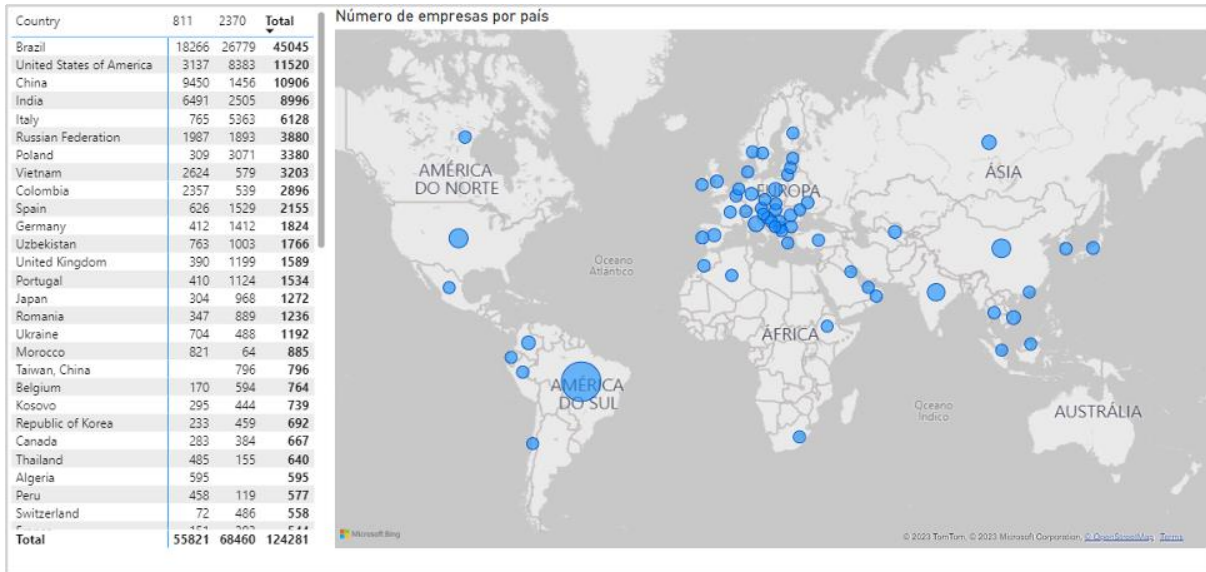 Country 811 2370 Total
Brazil 18266 26779 45045
United States of America 3137 8383 11520
China 9450 1456 10906
India 6491 2505 8996
Italy 765 5363 6128
Russian Federation 1987 1893 3880
Poland 309 3071 3380
Vietnam 2624 579 3203
Colombia 2357 539 2896
Spain 626 1529 2155
Germany 412 1412 1824
Uzbekistan 763 1003 1766
United Kingdom 390 1199 1589
Portugal 410 1124 1534
Japan 304 968 1272
Romania 347 889 1236
Ukraine 704 488 1192
Morocco 821 64 885
Taiwan, China 796 796
Belgium 170 594 764
Kosovo 295 444 739
Republic of Korea 233 459 692
Canada 283 384 667
Thailand 485 155 640
Algeria 595 595
Peru 458 119 577
Switzerland 72 486 558
Total 55821 68460 124281
Número de empresas por país
AMÉRICA
DO NORTE
EUROPA
ÁSIA
Oceano
Atlântico
ÁFRICA
AMÉRICA
DO SUL
Oceano
Índico
AUSTRÁLIA
Microsoft Bing
© 2023 TomTom, © 2023 Microsoft Corporation, © OpenStreetMap Terms